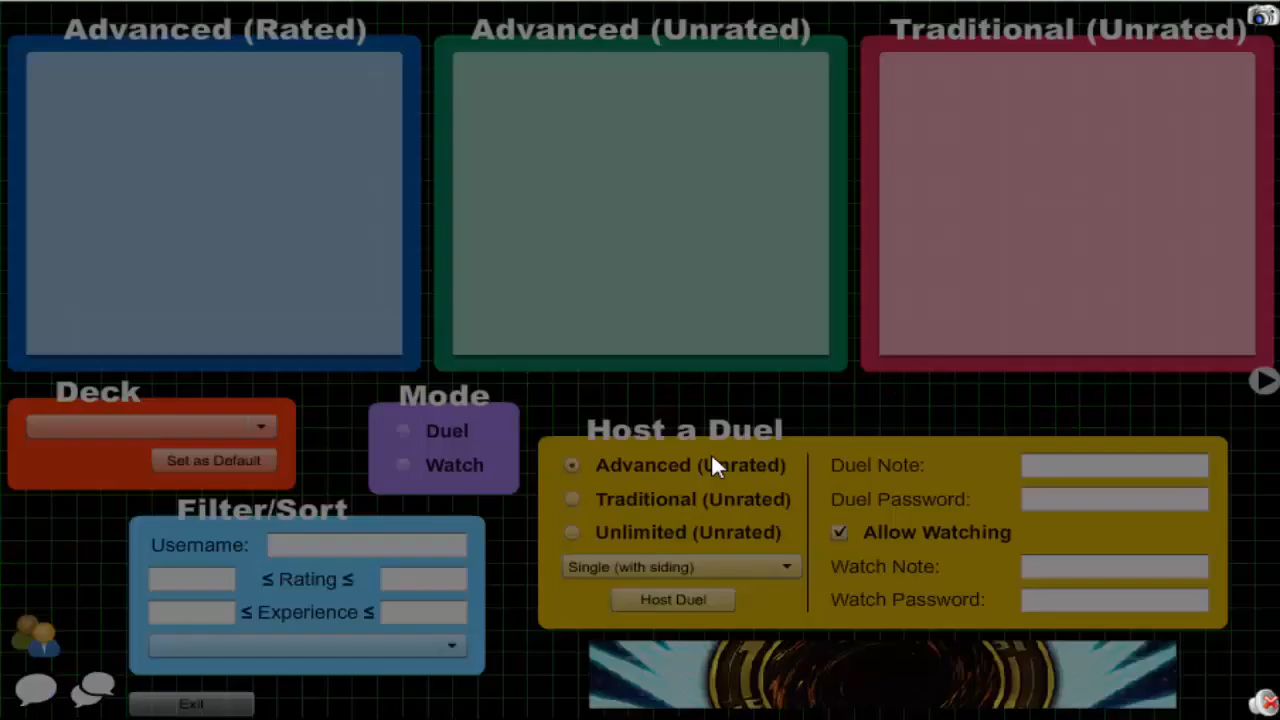 Advanced (Rated)
Advanced (Unrated)
Traditional (Unrated)
Deck
Set as Default
Mode
Duel
Watch
Filter/Sort
Username:
≤ Rating ≤
≤ Experience ≤
Exit
Host a Duel
Advanced (Unrated)
Traditional (Unrated)
Unlimited (Unrated)
Single (with siding)
Host Duel
Duel Note:
Duel Password:
Allow Watching
Watch Note:
Watch Password: